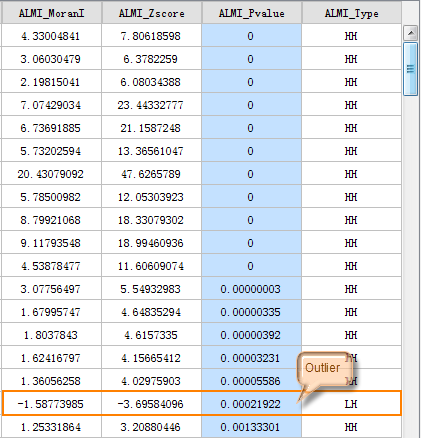 ALMI_MoranI ALMI_Zscore ALMI_Pvalue ALMI_Type
4.33004841 7.80618598 0 HH
3.06030479 6.3782259 0 HH
2.19815041 6.08034388 0 HH
7.07429034 23.44332777 0 HH
6.73691885 21.1587248 0 HH
5.73202594 13.36561047 0 HH
20.43079092 47.6265789 0 HH
5.78500982 12.05303923 0 HH
8.79921068 18.33079302 0 HH
9.11793548 18.99460936 0 HH
4.53878477 11.60609074 0 HH
3.07756497 5.54932983 0.00000003 HH
1.67995747 4.64835294 0.00000335 HH
1.8037843 4.6157335 0.00000392 HH
1.62416797 4.15665412 0.00003231 HH
Outlier
1.36056258 4.02975903 0.00005586 HH
-1.58773985 -3.69584096 0.00021922 LH
1.25331864 3.20880446 0.00133301 HH